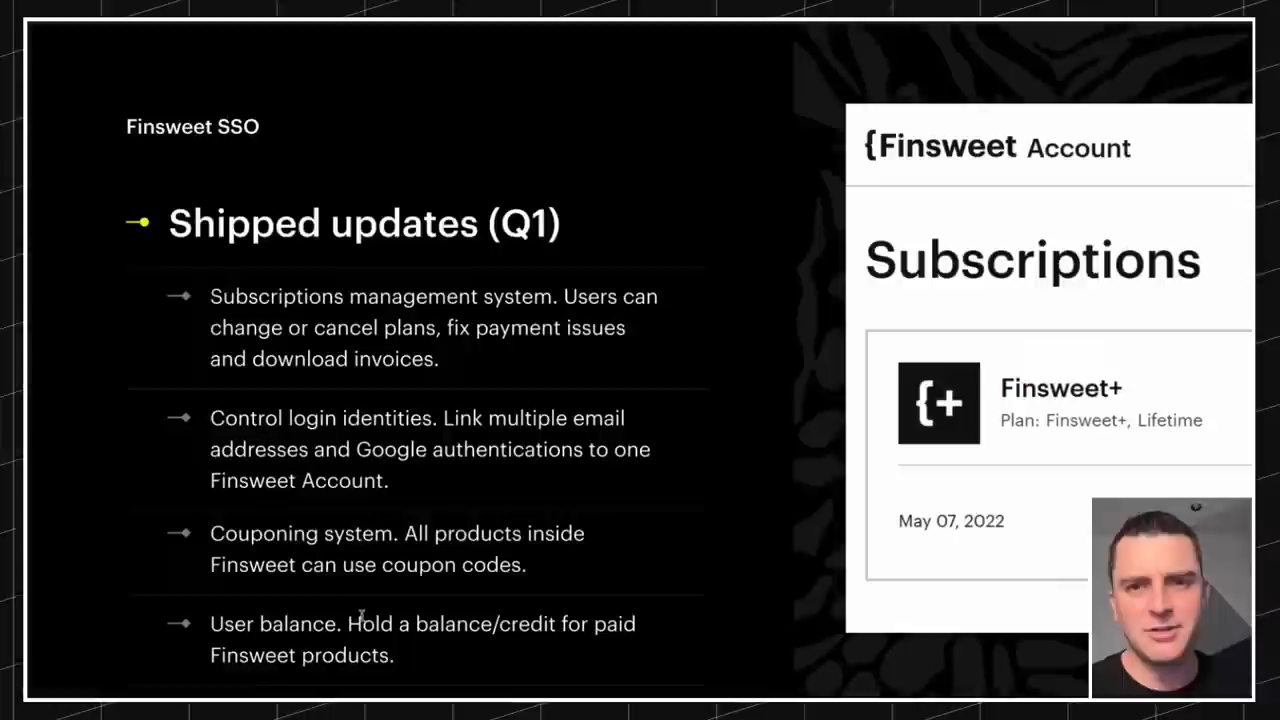 Finsweet SSO
Shipped updates (Q1)
Subscriptions management system. Users can
change or cancel plans, fix payment issues
and download invoices.
Control login identities. Link multiple email
addresses and Google authentications to one
Finsweet Account.
Couponing system. All products inside
Finsweet can use coupon codes.
User balance. Hold a balance/credit for paid
Finsweet products.
{Finsweet Account
Subscriptions
{+
Finsweet+
Plan: Finsweet+, Lifetime
May 07, 2022